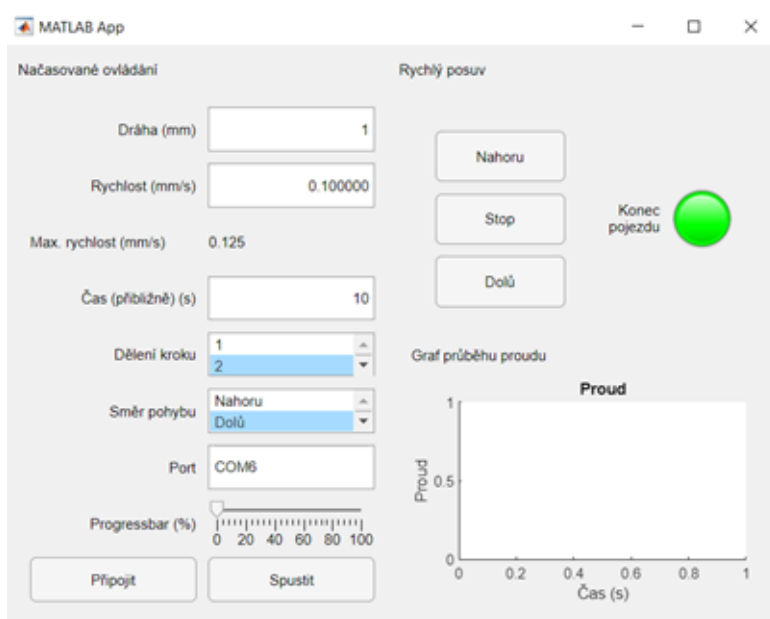 MATLAB App
Načasované ovládání
Dráha (mm)
1
Rychlost (mm/s)
0.100000
Max. rychlost (mm/s)
0.125
Čas (přibližně) (s)
10
Dělení kroku
1
2
Směr pohybu
Nahoru
Dolů
Port
COM6
Progressbar (%)
0 20 40 60 80 100
Připojit
Spustit
Rychlý posuv
Nahoru
Stop
Dolů
Konec
pojezdu
Graf průběhu proudu
Proud
1
0.5
0
Proud
0 0.2 0.4 0.6 0.8 1
Čas (s)